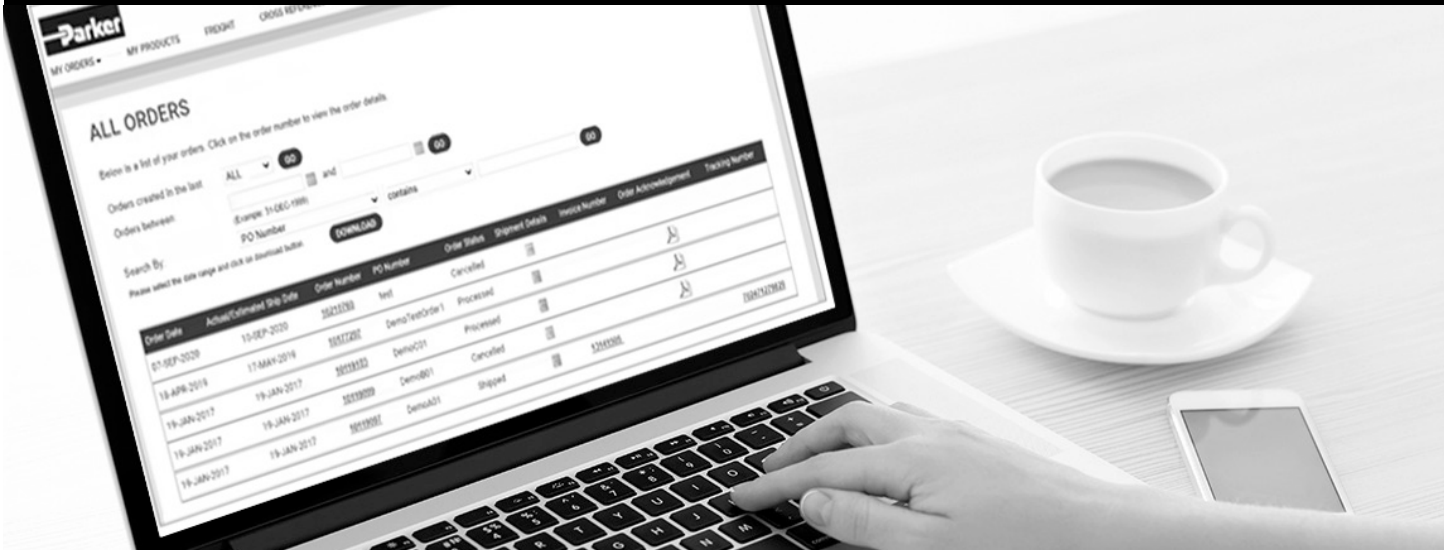 Parker
MY ORDERS MY PRODUCTS FREIGHT
ALL ORDERS
Below is a list of your orders. Click on the order number to view the order details.
Orders created in the last ALL GO
Orders between and GO
(Example: 31-DEC-1999)
Search By: PO Number contains GO
Please select the date range and click on download button. DOWNLOAD
Order Date Actual/Estimated Ship Date Order Number PO Number Order Status Shipment Details Invoice Number Order Acknowledgement Tracking Number
07-SEP-2020 10-SEP-2020 test Cancelled
18-APR-2019 17-MAY-2019 DemoTestOrder1 Processed
19-JAN-2017 19-JAN-2017 DemoC01 Processed
19-JAN-2017 19-JAN-2017 DemoB01 Cancelled
19-JAN-2017 19-JAN-2017 DemoA01 Shipped